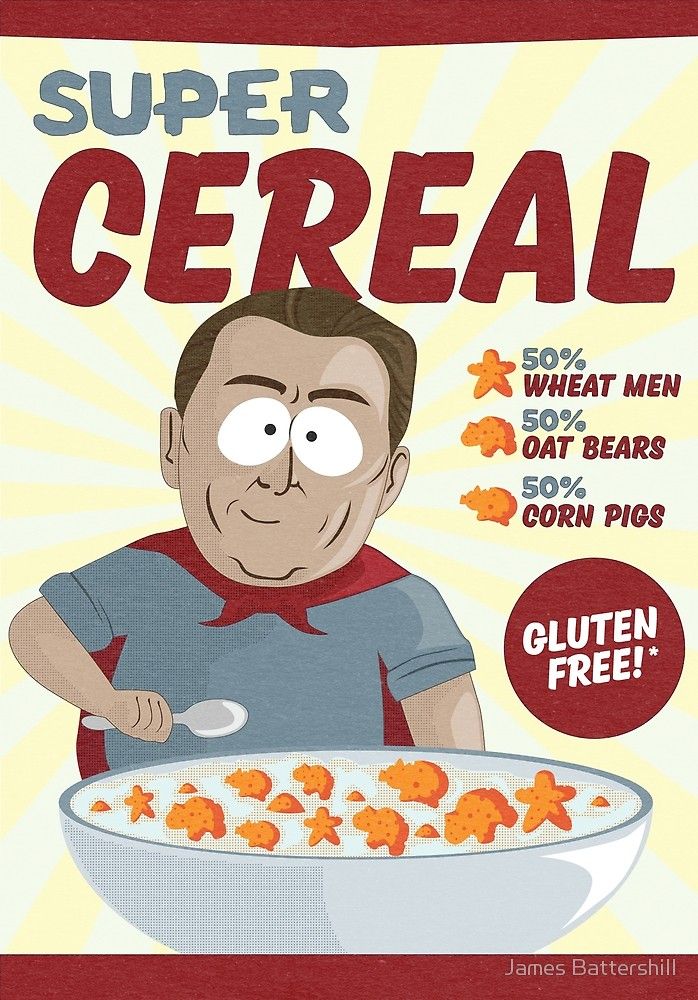 SUPER
CEREAL
50%
WHEAT MEN
50%
OAT BEARS
50%
CORN PIGS
GLUTEN
FREE!*
James Battershill